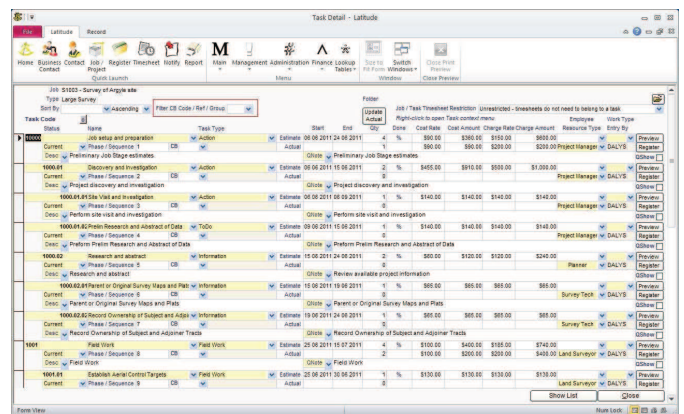 Task Detail - Latitude
File Latitude Record
Home Business Contact Contact Job / Project Register Timesheet Notify Report Main Management Administration Finance Lookup Tables Size to Fit Form Switch Windows Close Print Preview
Quick Launch Menu Window Close Preview
Job S1003 - Survey of Argyle site
Type Large Survey Folder
Sort By Ascending Filter CB Code / Ref / Group Update Actual Job / Task Timesheet Restriction Unrestricted - timesheets do not need to belong to a task
Task Code Right-click to open Task context menu Employee Work Type
Status Name Task Type Start End Qty Done Cost Rate Cost Amount Charge Rate Charge Amount Resource Type Entry By
Job setup and preparation Action Estimate 06 06 2011 24 06 2011 4 % $90.00 $360.00 $150.00 $600.00 Preview
Current Phase / Sequence 1 CB Actual 1 $90.00 $200.00 $200.00 Project Manager DALYS Register
Desc Preliminary Job Stage estimates QNote Preliminary Job Stage estimates QShow
1000.01 Discovery and Investigation Action Estimate 06 06 2011 15 06 2011 2 % $455.00 $910.00 $500.00 $1,000.00 Preview
Current Phase / Sequence 2 CB Actual 0 Project Manager DALYS Register
Desc Project discovery and investigation QNote Project discovery and investigation QShow
1000.01.01 Site Visit and Investigation Action Estimate 06 06 2011 08 06 2011 1 % $140.00 $140.00 $140.00 $140.00 Preview
Current Phase / Sequence 3 CB Actual 0 Project Manager DALYS Register
Desc Perform site visit and investigation QNote Perform site visit and investigation QShow
1000.01.02 Prelim Research and Abstract of Data ToDo Estimate 09 06 2011 15 06 2011 1 % $140.00 $140.00 $140.00 $140.00 Preview
Current Phase / Sequence 4 CB Actual 0 Project Manager DALYS Register
Desc Preform Prelim Research and Abstract of Data QNote Preform Prelim Research and Abstract of Data QShow
1000.02 Research and abstract Information Estimate 15 06 2011 24 06 2011 2 % $60.00 $120.00 $120.00 $240.00 Preview
Current Phase / Sequence 5 CB Actual 0 Planner DALYS Register
Desc Research and abstract QNote Review available project information QShow
1000.02.01 Parent or Original Survey Maps and Plats Information Estimate 15 06 2011 19 06 2011 1 % $65.00 $65.00 $65.00 $65.00 Preview
Current Phase / Sequence 6 CB Actual 0 Survey Tech DALYS Register
Desc Parent or Original Survey Maps and Plats QNote Parent or Original Survey Maps and Plats QShow
1000.02.02 Record Ownership of Subject and Adjoi Information Estimate 19 06 2011 24 06 2011 1 % $65.00 $65.00 $65.00 $65.00 Preview
Current Phase / Sequence 7 CB Actual 0 Survey Tech DALYS Register
Desc Record Ownership of Subject and Adjoiner Tracts QNote Record Ownership of Subject and Adjoiner Tracts QShow
1001 Field Work Field Work Estimate 25 06 2011 15 07 2011 4 % $100.00 $400.00 $185.00 $740.00 Preview
Current Phase / Sequence 8 CB Actual 2 $100.00 $200.00 $200.00 $400.00 Land Surveyor DALYS Register
Desc Field Work QNote Field Work QShow
1001.01 Establish Aerial Control Targets Field Work Estimate 25 06 2011 30 06 2011 1 % $130.00 $130.00 $130.00 $130.00 Preview
Current Phase / Sequence 9 CB Actual 0 Land Surveyor DALYS Register
Show List Close
Form View Num Lock